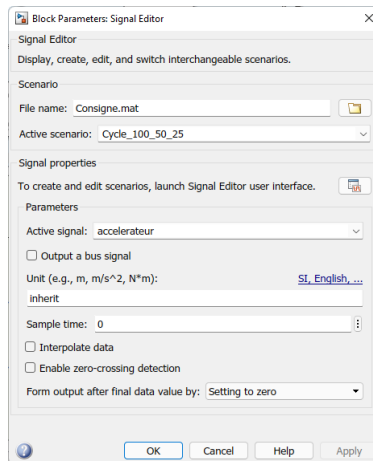 Block Parameters: Signal Editor
Signal Editor
Display, create, edit, and switch interchangeable scenarios.
Scenario
File name: Consigne.mat
Active scenario: Cycle_100_50_25
Signal properties
To create and edit scenarios, launch Signal Editor user interface.
Parameters
Active signal: accelerateur
Output a bus signal
Unit (e.g., m, m/s^2, N*m): SI, English, ...
inherit
Sample time: 0
Interpolate data
Enable zero-crossing detection
Form output after final data value by: Setting to zero
OK Cancel Help Apply